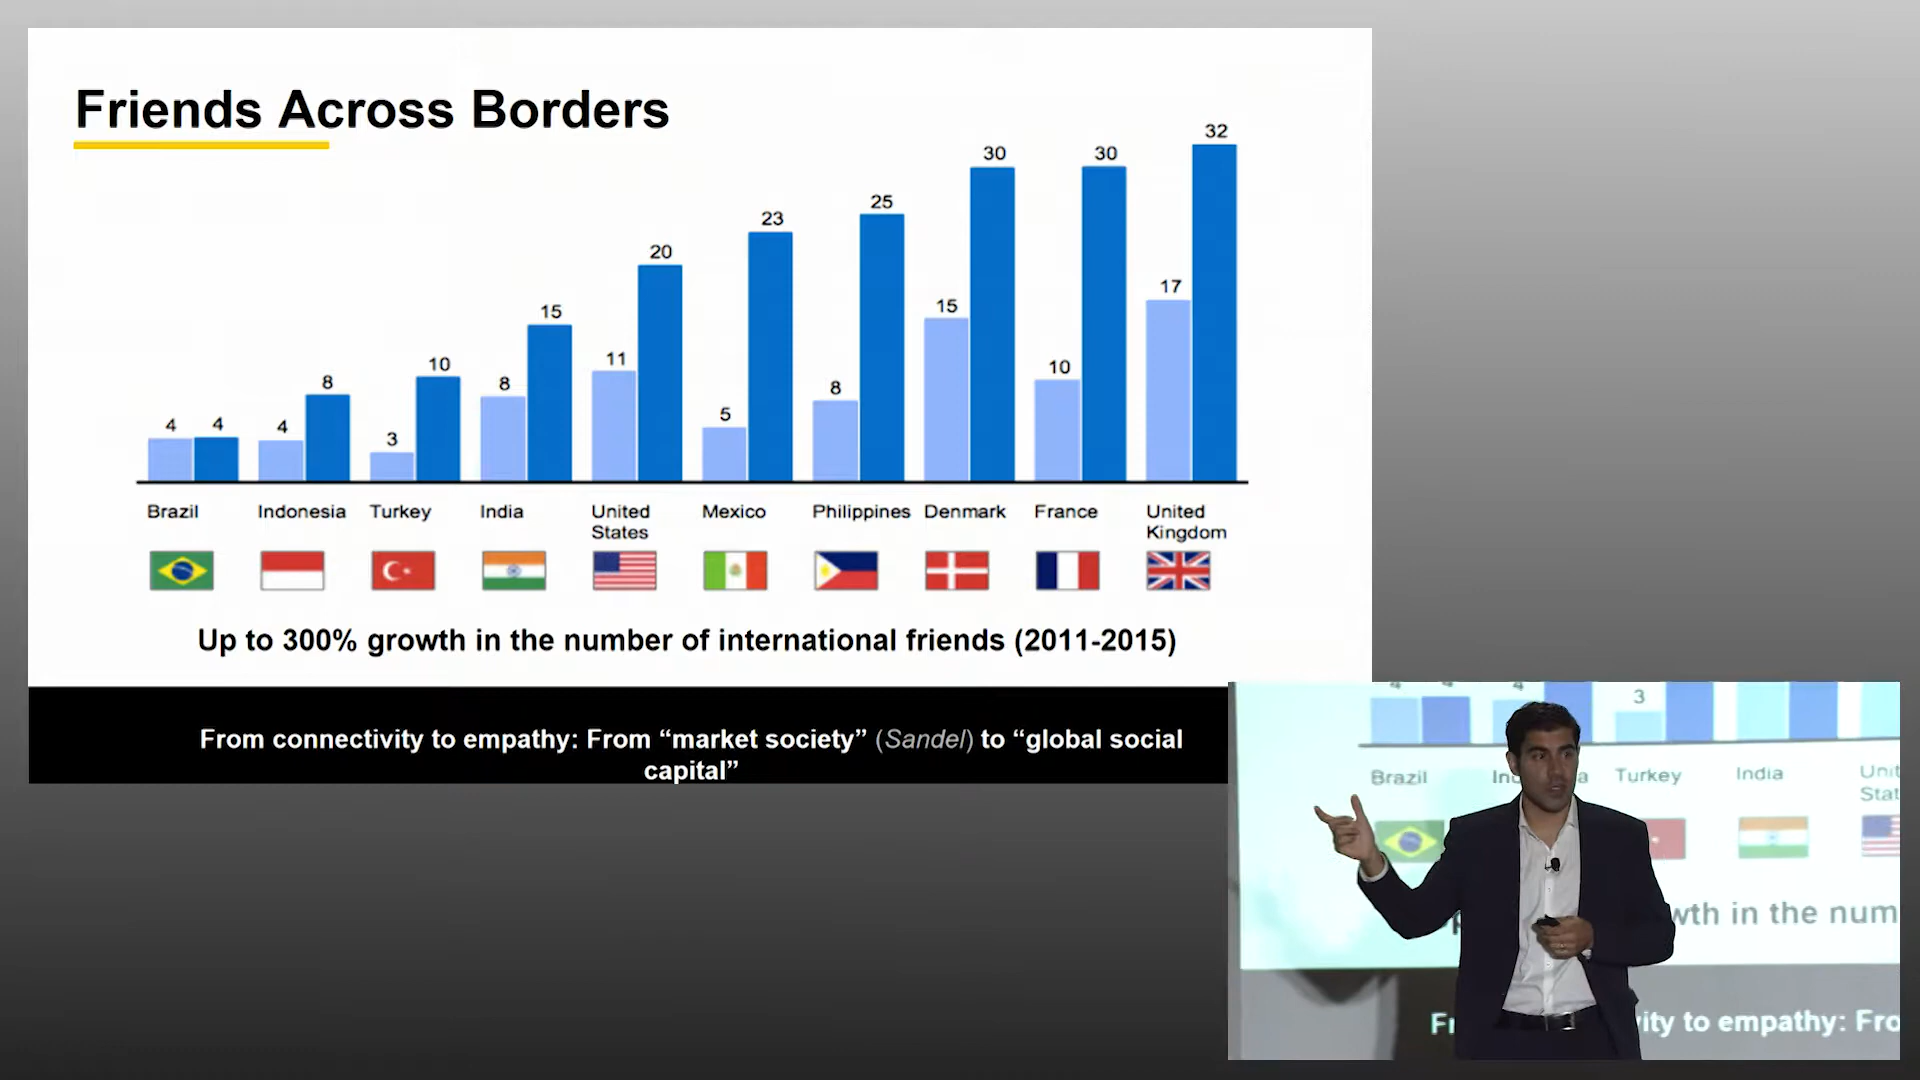 Friends Across Borders
4 4 4 8 3 10 8 15 11 20 5 23 8 25 15 30 10 30 17 32
Brazil Indonesia Turkey India United States Mexico Philippines Denmark France United Kingdom
Up to 300% growth in the number of international friends (2011-2015)
From connectivity to empathy: From “market society” (Sandel) to “global social
capital”
4 4 4 3
Brazil Turkey India
wth in the num
ity to empathy: Fro